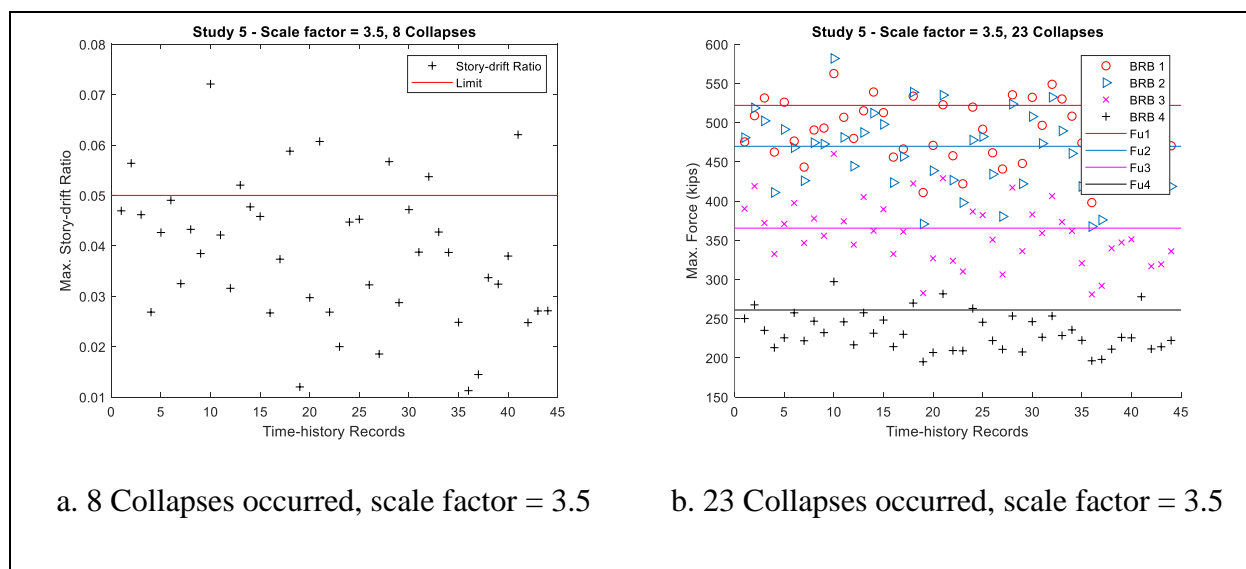 Study 5 - Scale factor = 3.5, 8 Collapses
0.08
0.07
0.06
0.05
0.04
0.03
0.02
0.01
Max. Story-drift Ratio
Story-drift Ratio
Limit
0 5 10 15 20 25 30 35 40 45
Time-history Records
a. 8 Collapses occurred, scale factor = 3.5
Study 5 - Scale factor = 3.5, 23 Collapses
600
550
500
450
400
350
300
250
200
150
Max. Force (kips)
BRB 1
BRB 2
BRB 3
BRB 4
Fu1
Fu2
Fu3
Fu4
0 5 10 15 20 25 30 35 40 45
Time-history Records
b. 23 Collapses occurred, scale factor = 3.5